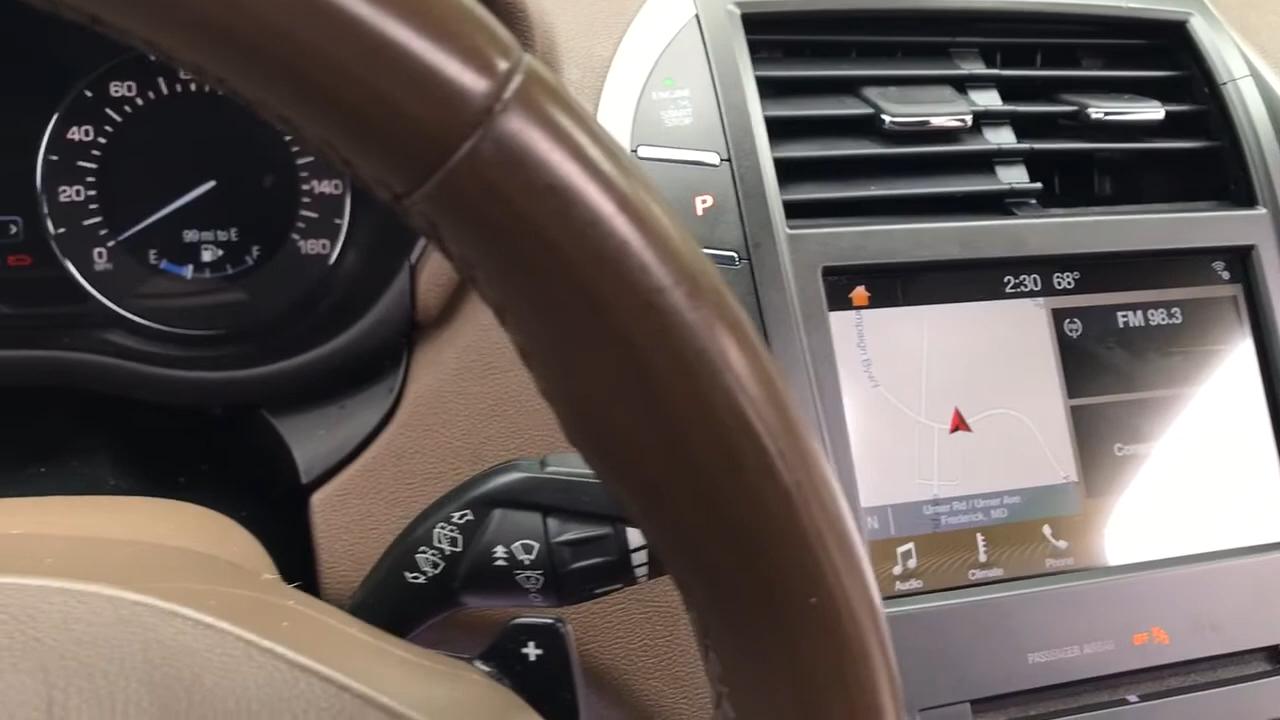 60
40
20
0
140
160
99 mi to E
E
F
ENGINE
START
STOP
P
2:30 68°
FM 98.3
N
Urner Rd / Urner Ave
Frederick, MD
Audio
Climate
Phone
PASSENGER AIRBAG
OFF
+